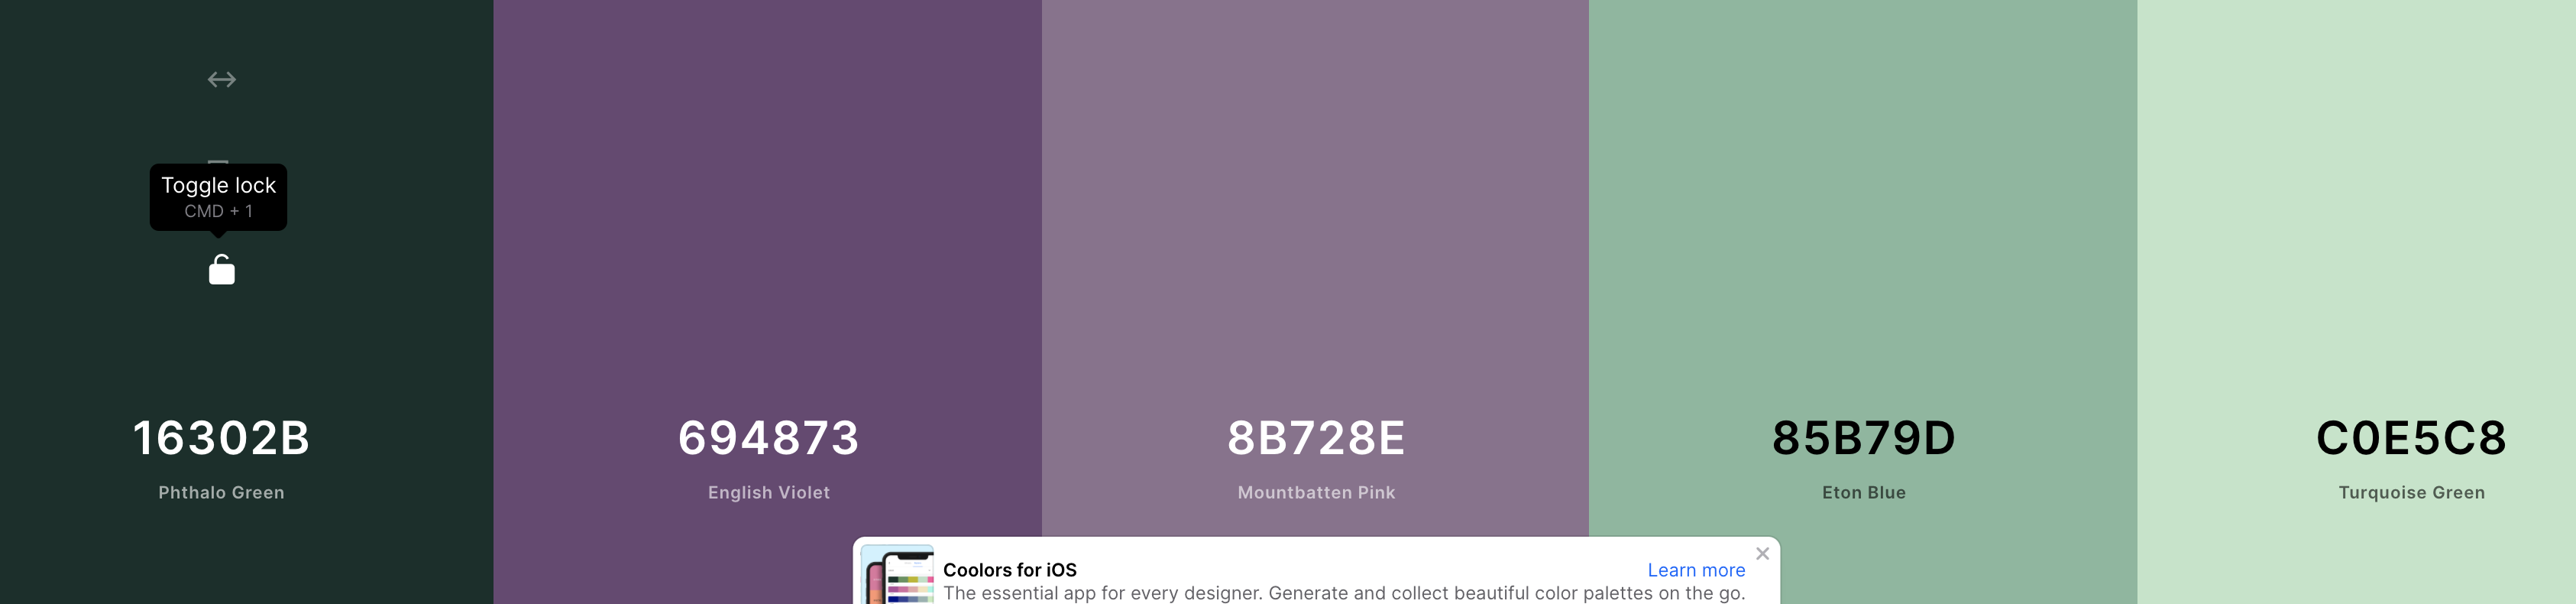 Toggle lock
CMD + 1
16302B
Phthalo Green
694873
English Violet
8B728E
Mountbatten Pink
85B79D
Eton Blue
C0E5C8
Turquoise Green
Coolors for iOS
Learn more
The essential app for every designer. Generate and collect beautiful color palettes on the go.